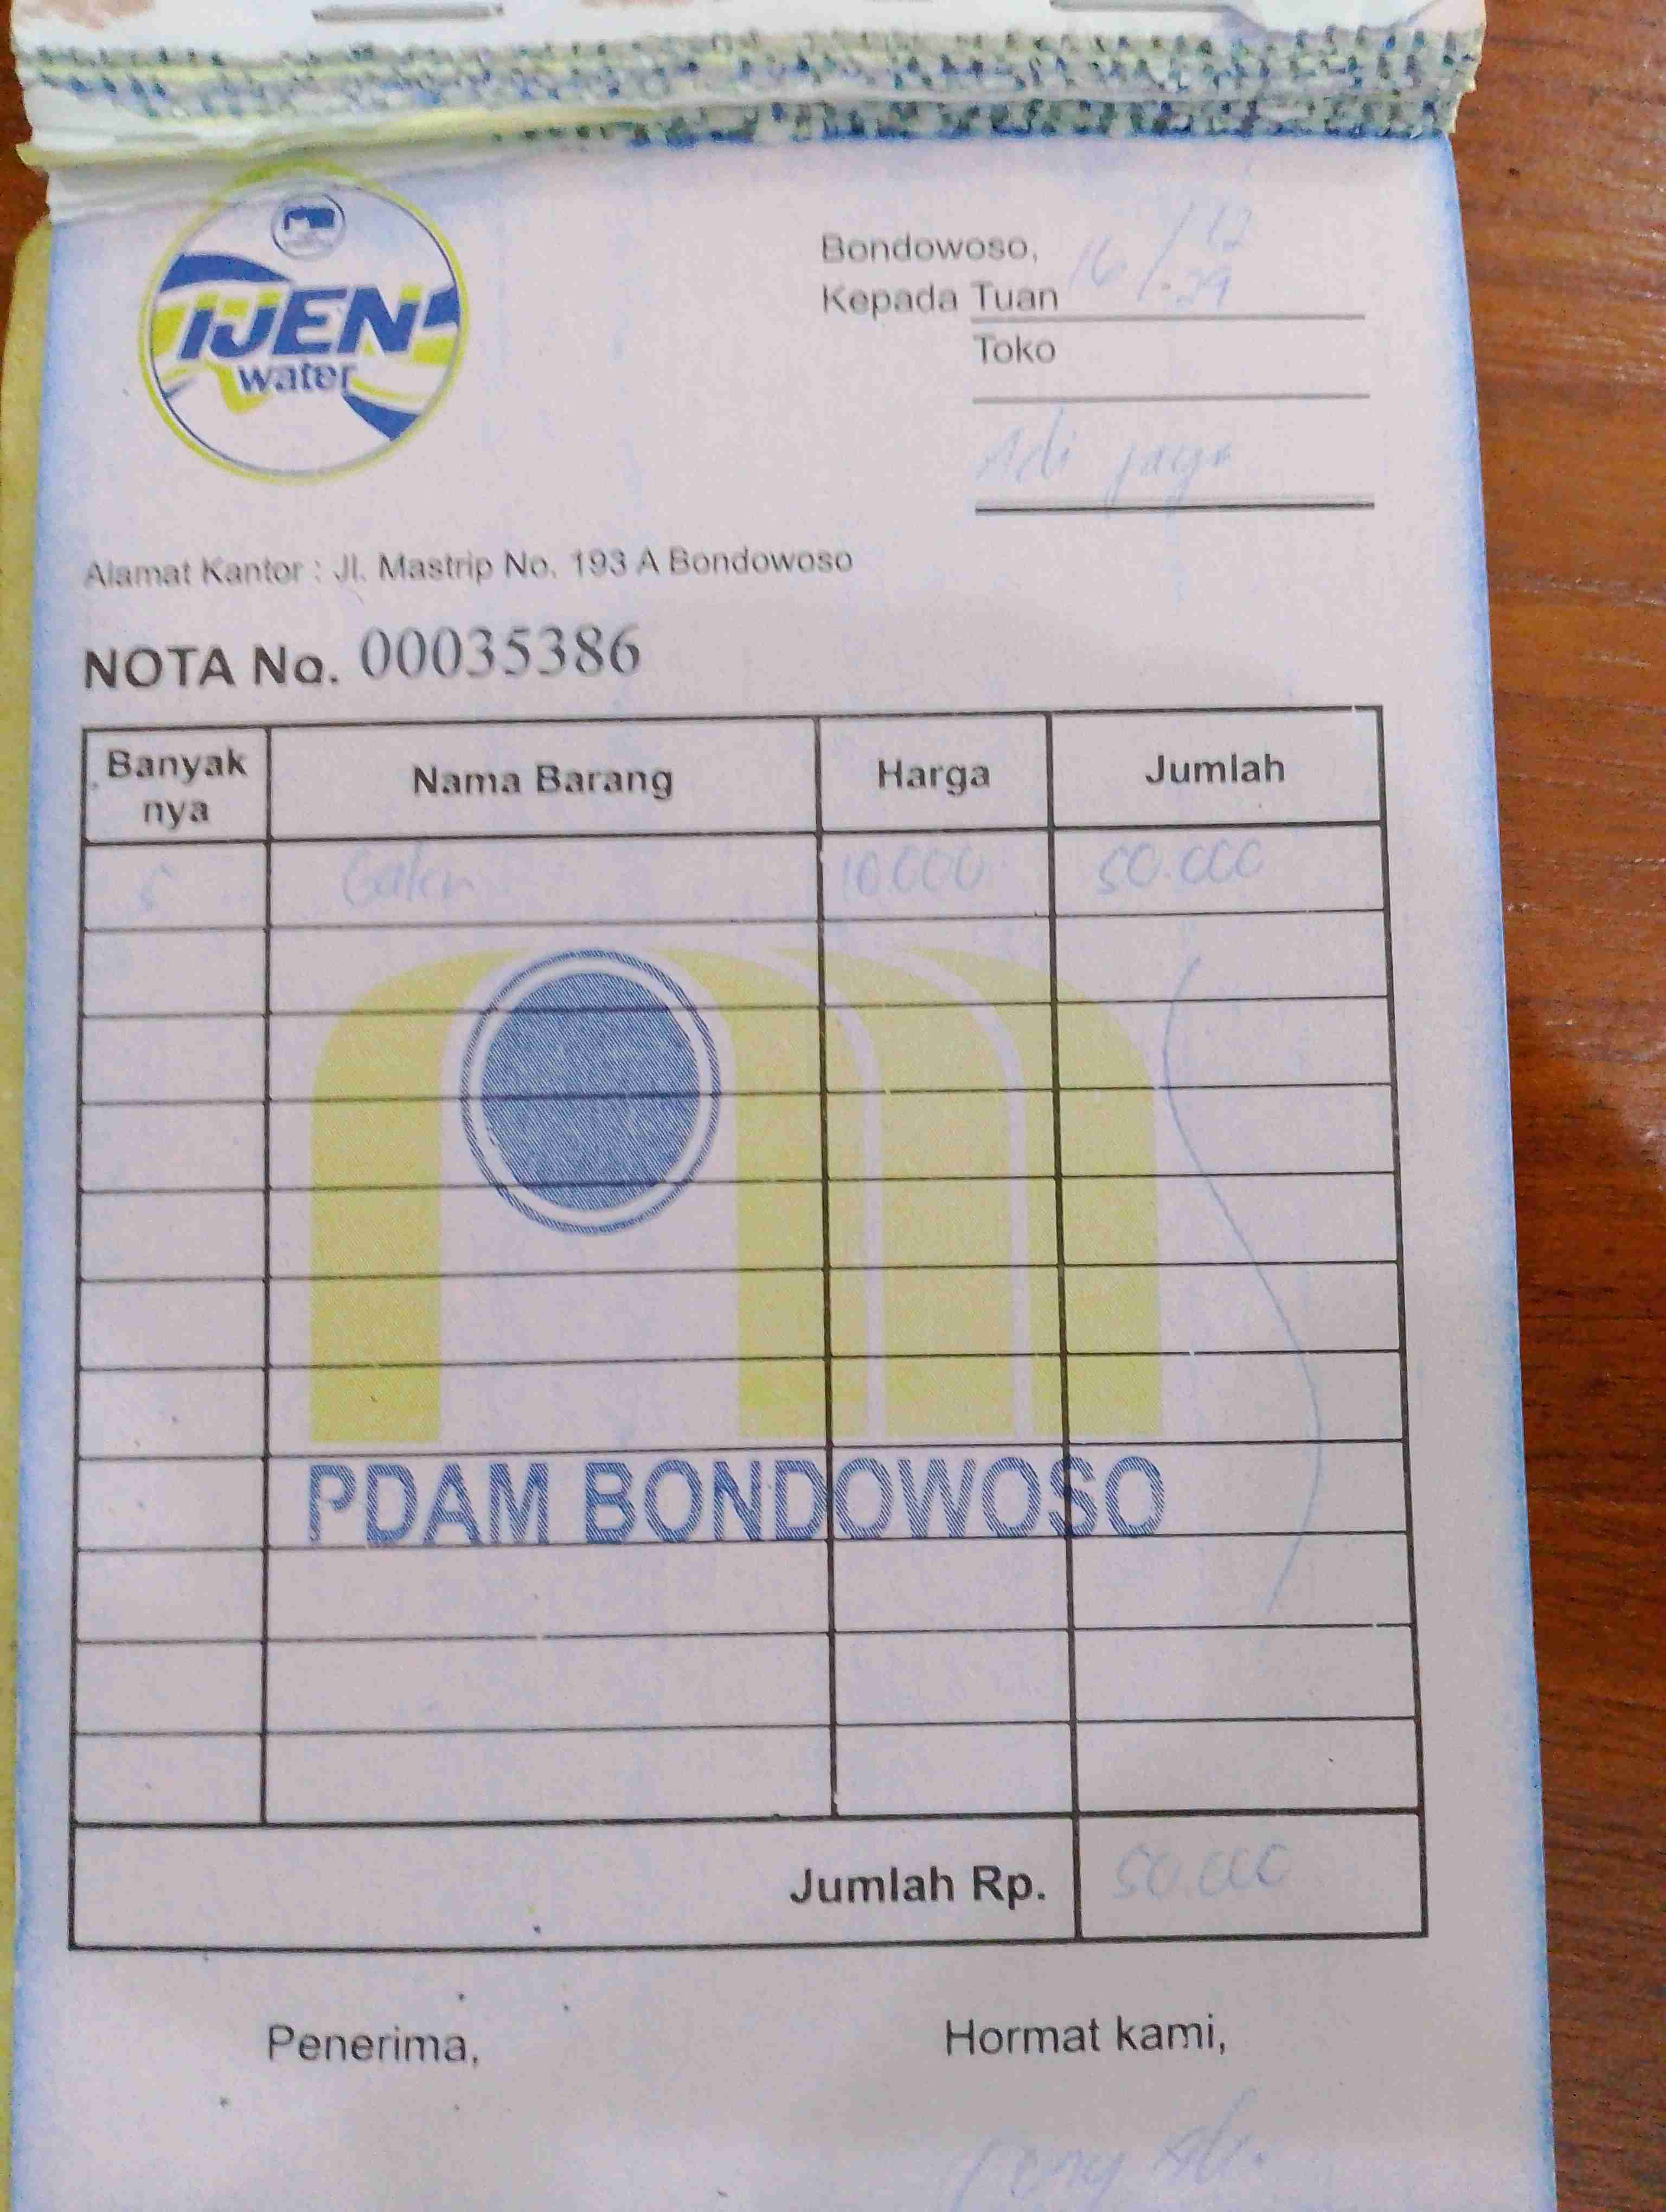 IJEN
water
Bondowoso, 16/12
Kepada Tuan
Toko
Adi jaya
Alamat Kantor : Jl. Mastrip No. 193 A Bondowoso
NOTA No. 00035386
Banyak nya Nama Barang Harga Jumlah
5 Galon 10.000 50.000
PDAM BONDOWOSO
Jumlah Rp. 50.000
Penerima, Hormat kami,